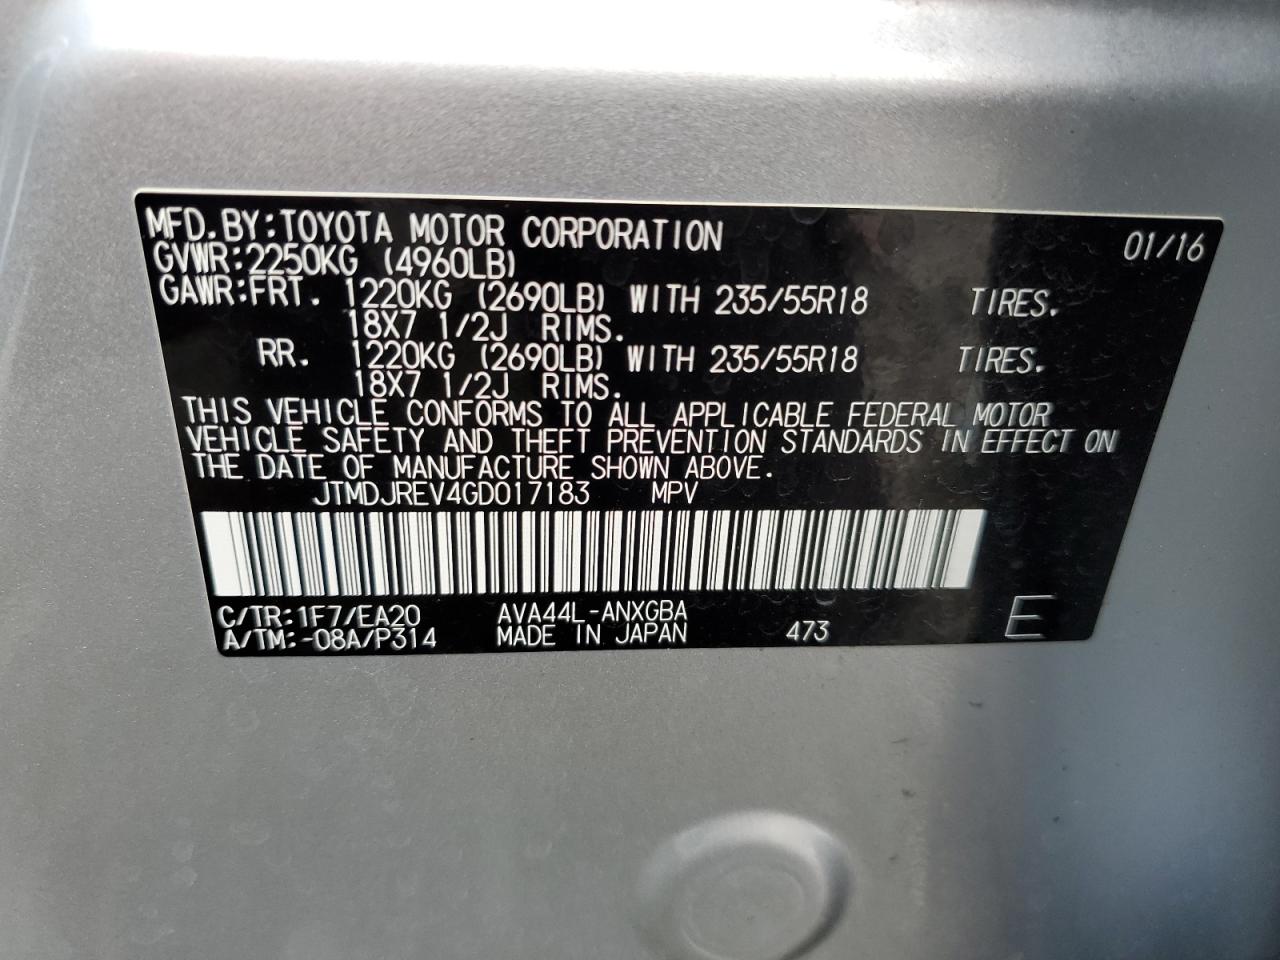 MFD.BY:TOYOTA MOTOR CORPORATION 01/16
GVWR:2250KG (4960LB)
GAWR:FRT. 1220KG (2690LB) WITH 235/55R18 TIRES.
18X7 1/2J RIMS.
RR. 1220KG (2690LB) WITH 235/55R18 TIRES.
18X7 1/2J RIMS.
THIS VEHICLE CONFORMS TO ALL APPLICABLE FEDERAL MOTOR
VEHICLE SAFETY AND THEFT PREVENTION STANDARDS IN EFFECT ON
THE DATE OF MANUFACTURE SHOWN ABOVE.
JTMDJREV4GD017183 MPV
C/TR:1F7/EA20 AVA44L-ANXGBA
A/TM:-08A/P314 MADE IN JAPAN 473 E